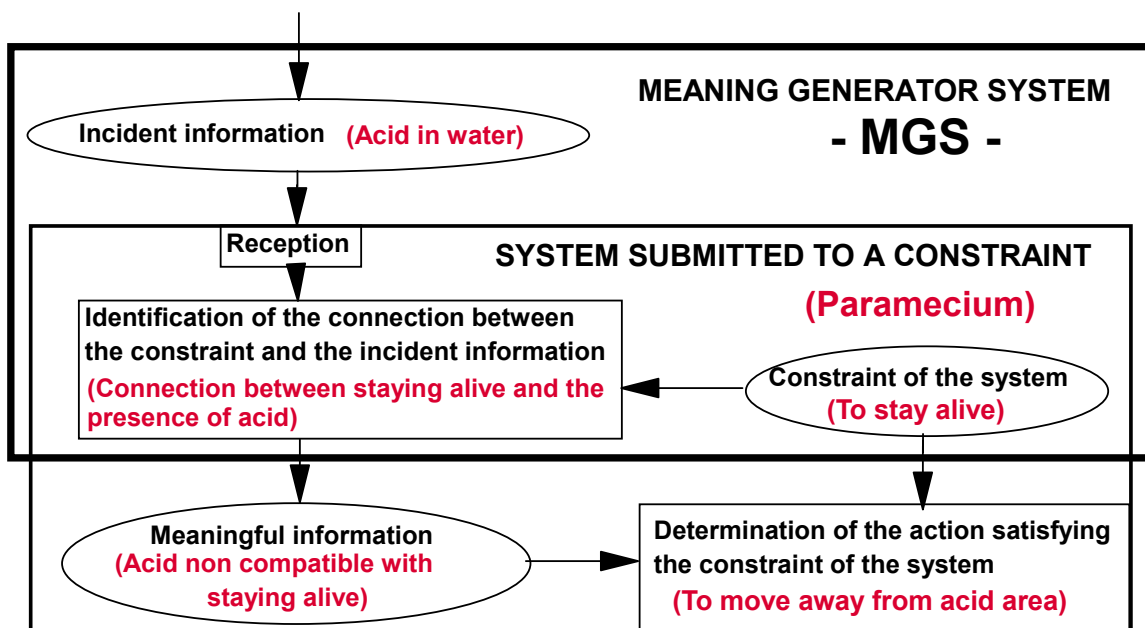 MEANING GENERATOR SYSTEM
- MGS -
Incident information (Acid in water)
Reception
SYSTEM SUBMITTED TO A CONSTRAINT
(Paramecium)
Identification of the connection between
the constraint and the incident information
(Connection between staying alive and the
presence of acid)
Constraint of the system
(To stay alive)
Meaningful information
(Acid non compatible with
staying alive)
Determination of the action satisfying
the constraint of the system
(To move away from acid area)